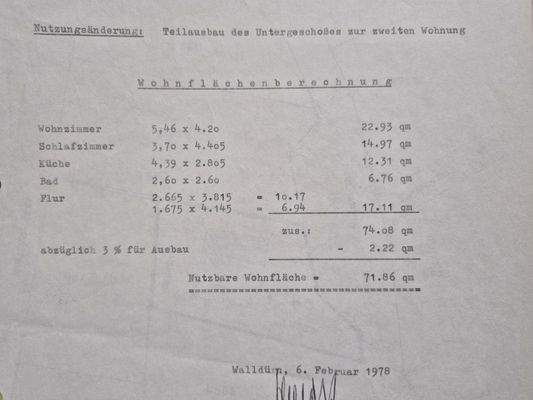 Nutzungsänderung: Teilausbau des Untergeschoßes zur zweiten Wohnung
Wohnflächenberechnung
Wohnzimmer 5,46 x 4.20 22.93 qm
Schlafzimmer 3,70 x 4.405 14.97 qm
Küche 4,39 x 2.805 12.31 qm
Bad 2,60 x 2.60 6.76 qm
Flur 2.665 x 3.815 = 10.17
1.675 x 4.145 = 6.94 17.11 qm
zus.: 74.08 qm
abzüglich 3 % für Ausbau - 2.22 qm
Nutzbare Wohnfläche = 71.86 qm
Walldürn, 6. Februar 1978